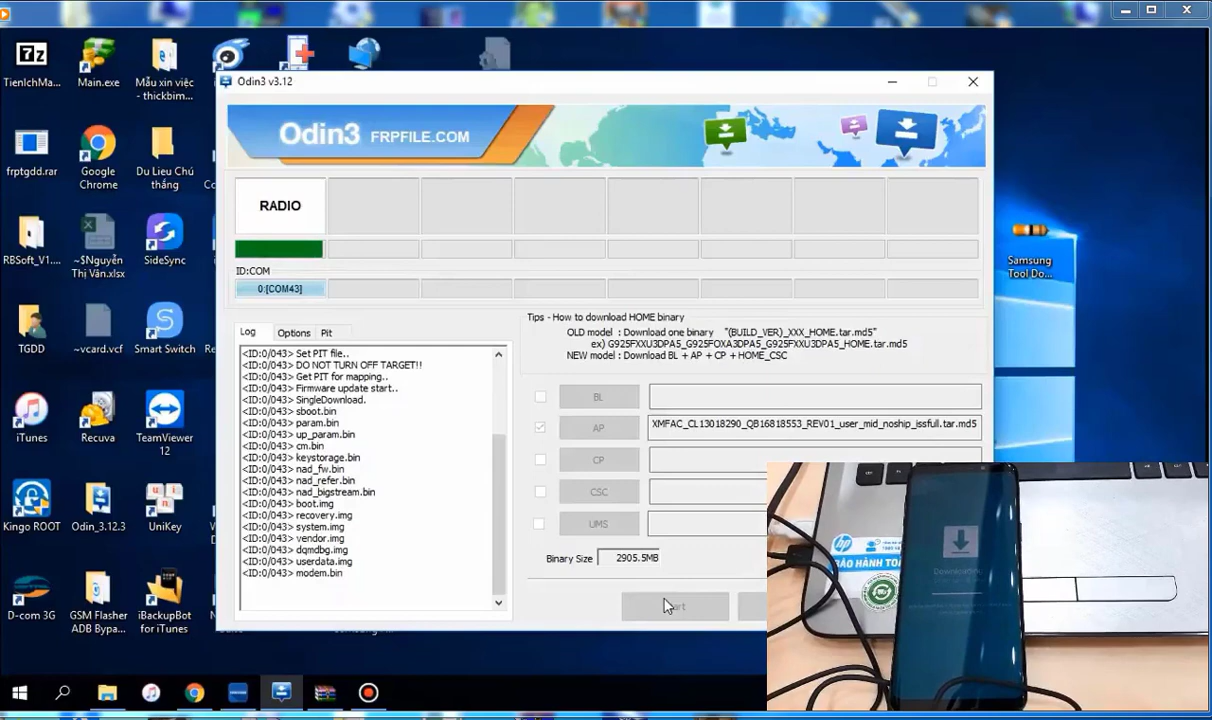 Odin3 v3.12
Odin3 FRPFILE.COM
RADIO
ID:COM
0:[COM43]
Log
Options
Pit
<ID:0/043> Set PIT file..
<ID:0/043> DO NOT TURN OFF TARGET!!
<ID:0/043> Get PIT for mapping..
<ID:0/043> Firmware update start..
<ID:0/043> SingleDownload.
<ID:0/043> sboot.bin
<ID:0/043> param.bin
<ID:0/043> up_param.bin
<ID:0/043> cm.bin
<ID:0/043> keystorage.bin
<ID:0/043> nad_fw.bin
<ID:0/043> nad_refer.bin
<ID:0/043> nad_bigstream.bin
<ID:0/043> boot.img
<ID:0/043> recovery.img
<ID:0/043> system.img
<ID:0/043> vendor.img
<ID:0/043> dqmdbg.img
<ID:0/043> userdata.img
<ID:0/043> modem.bin
Tips - How to download HOME binary
OLD model : Download one binary "(BUILD_VER)_XXX_HOME.tar.md5"
ex) G925FXXU3DPA5_G925FOXA3DPA5_G925FXXU3DPA5_HOME.tar.md5
NEW model : Download BL + AP + CP + HOME_CSC
BL
AP
XMFAC_CL13018290_QB16818553_REV01_user_mid_noship_issfull.tar.md5
CP
CSC
UMS
Binary Size
2905.5MB
TienIchMa...
Main.exe
Mẫu xin việc
- thickbim...
frptgdd.rar
Google
Chrome
Du Lieu Chú
thắng
RBSoft_V1....
~$Nguyễn
Thị Vân.xlsx
SideSync
TGDD
~vcard.vcf
Smart Switch
iTunes
Recuva
TeamViewer
12
Kingo ROOT
Odin_3.12.3
UniKey
D-com 3G
GSM Flasher
ADB Bypa...
iBackupBot
for iTunes
Samsung
Tool Do...
Downloading...
hp
BẢO HÀNH TO